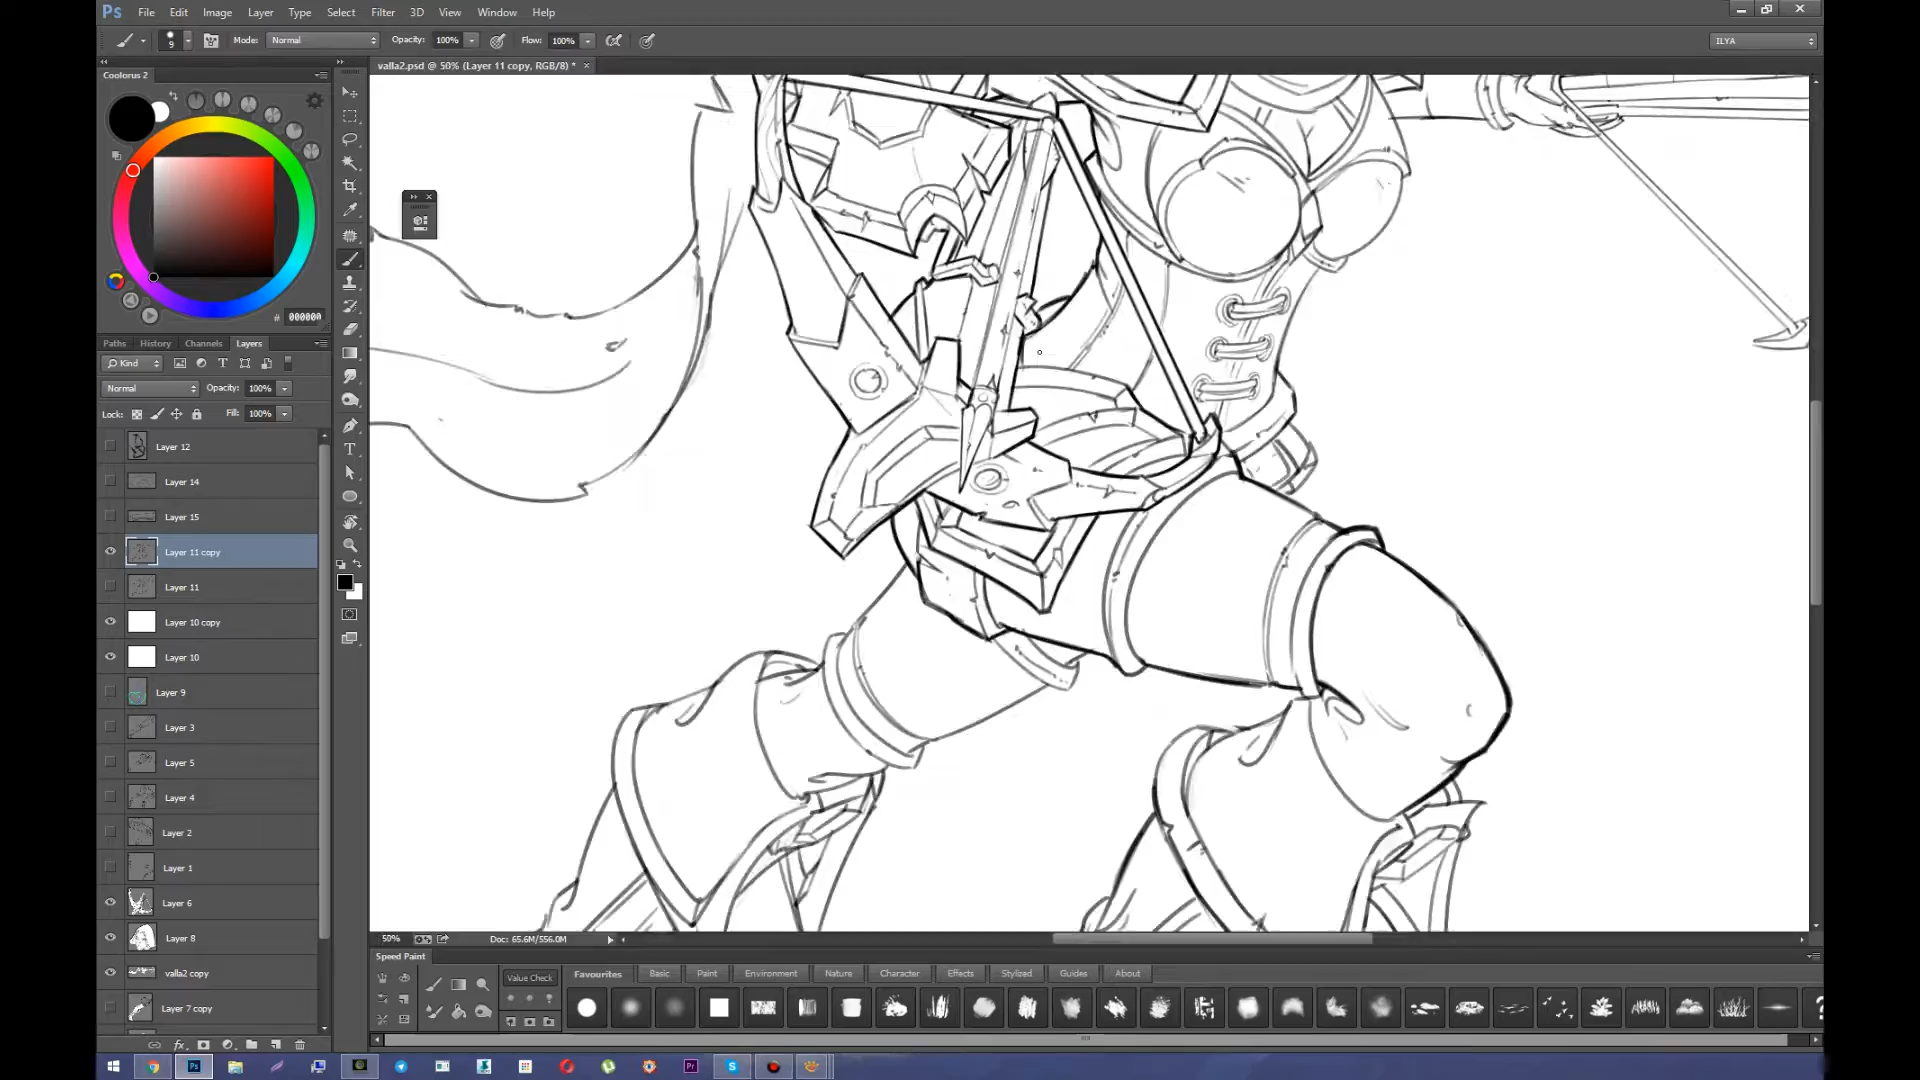 Ps File Edit Image Layer Type Select Filter 3D View Window Help
9 Mode: Normal Opacity: 100% Flow: 100% ILYA
Coolorus 2
valla2.psd @ 50% (Layer 11 copy, RGB/8) *
# 000000
Paths History Channels Layers
Kind
Normal Opacity: 100%
Lock: Fill: 100%
Layer 12
Layer 14
Layer 15
Layer 11 copy
Layer 11
Layer 10 copy
Layer 10
Layer 9
Layer 3
Layer 5
Layer 4
Layer 2
Layer 1
Layer 6
Layer 8
valla2 copy
Layer 7 copy
50% Doc: 65.6M/556.0M
Speed Paint
Value Check Favourites Basic Paint Environment Nature Character Effects Stylized Guides About
fx
Ps Pr S